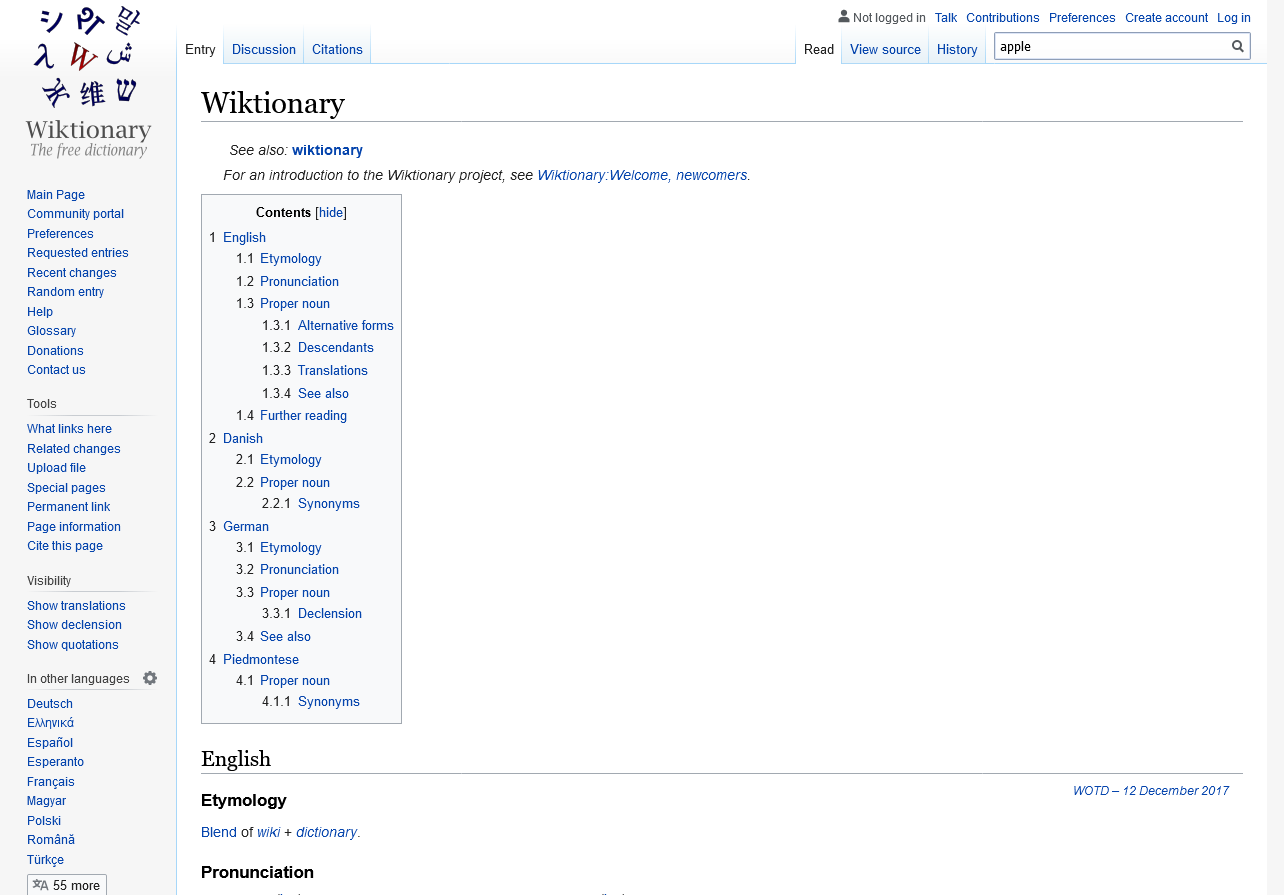 Wiktionary
The free dictionary
Not logged in Talk Contributions Preferences Create account Log in
Entry Discussion Citations Read View source History apple
Wiktionary
See also: wiktionary
For an introduction to the Wiktionary project, see Wiktionary:Welcome, newcomers.
Main Page
Community portal
Preferences
Requested entries
Recent changes
Random entry
Help
Glossary
Donations
Contact us
Tools
What links here
Related changes
Upload file
Special pages
Permanent link
Page information
Cite this page
Visibility
Show translations
Show declension
Show quotations
In other languages
Deutsch
Ελληνικά
Español
Esperanto
Français
Magyar
Polski
Română
Türkçe
55 more
Contents [hide]
1 English
1.1 Etymology
1.2 Pronunciation
1.3 Proper noun
1.3.1 Alternative forms
1.3.2 Descendants
1.3.3 Translations
1.3.4 See also
1.4 Further reading
2 Danish
2.1 Etymology
2.2 Proper noun
2.2.1 Synonyms
3 German
3.1 Etymology
3.2 Pronunciation
3.3 Proper noun
3.3.1 Declension
3.4 See also
4 Piedmontese
4.1 Proper noun
4.1.1 Synonyms
English
WOTD – 12 December 2017
Etymology
Blend of wiki + dictionary.
Pronunciation